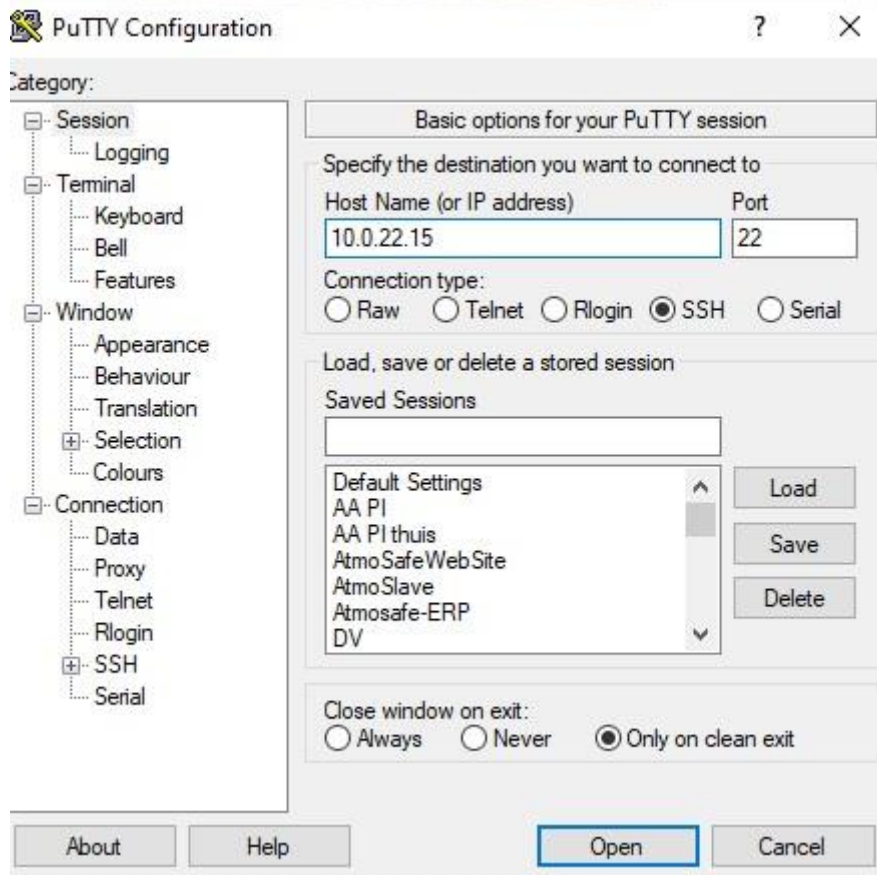 PuTTY Configuration
?
Category:
Session
Logging
Terminal
Keyboard
Bell
Features
Window
Appearance
Behaviour
Translation
Selection
Colours
Connection
Data
Proxy
Telnet
Rlogin
SSH
Serial
Basic options for your PuTTY session
Specify the destination you want to connect to
Host Name (or IP address) Port
10.0.22.15 22
Connection type:
Raw Telnet Rlogin SSH Serial
Load, save or delete a stored session
Saved Sessions
Default Settings
AA PI
AA PI thuis
AtmoSafeWebSite
AtmoSlave
Atmosafe-ERP
DV
Load
Save
Delete
Close window on exit:
Always Never Only on clean exit
About Help Open Cancel